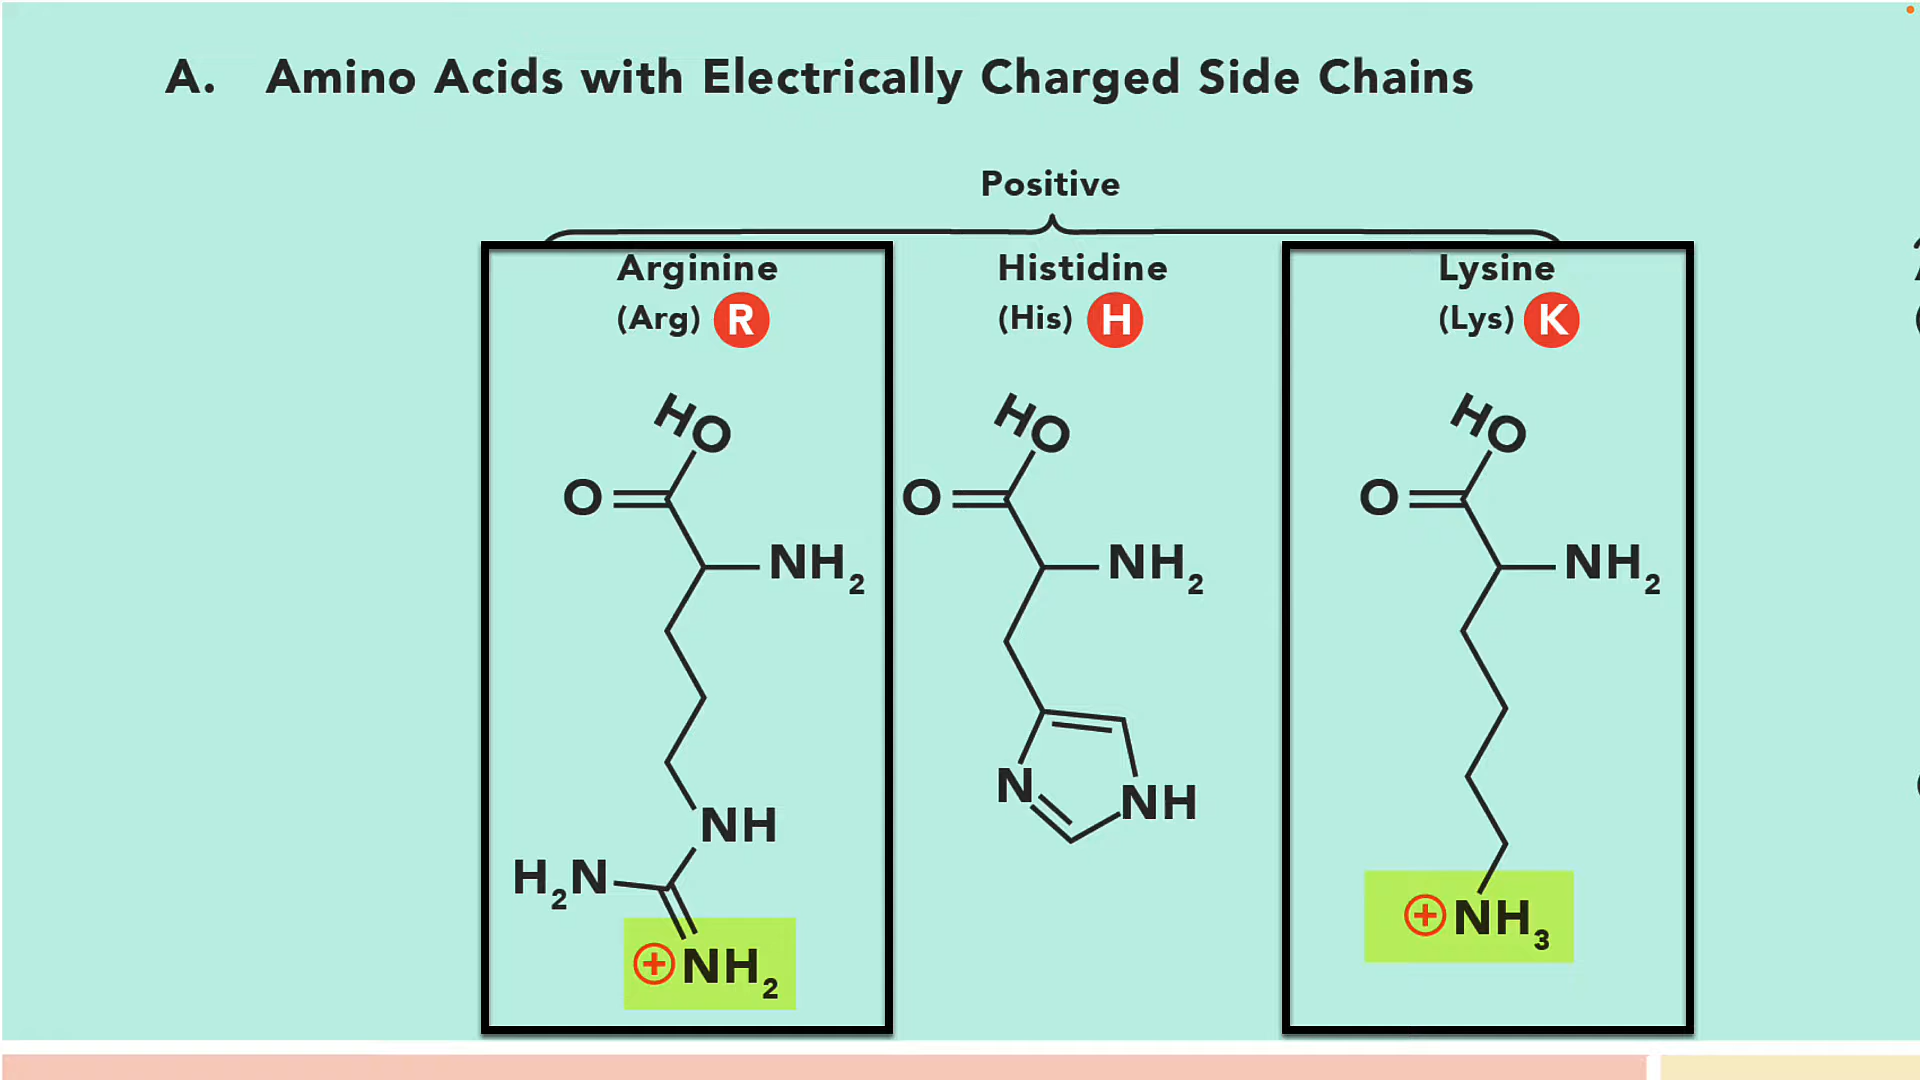 A. Amino Acids with Electrically Charged Side Chains
Positive
Arginine
(Arg) R
HO
O
NH2
NH
H2N
+ NH2
Histidine
(His) H
HO
O
NH2
N
NH
Lysine
(Lys) K
HO
O
NH2
+ NH3